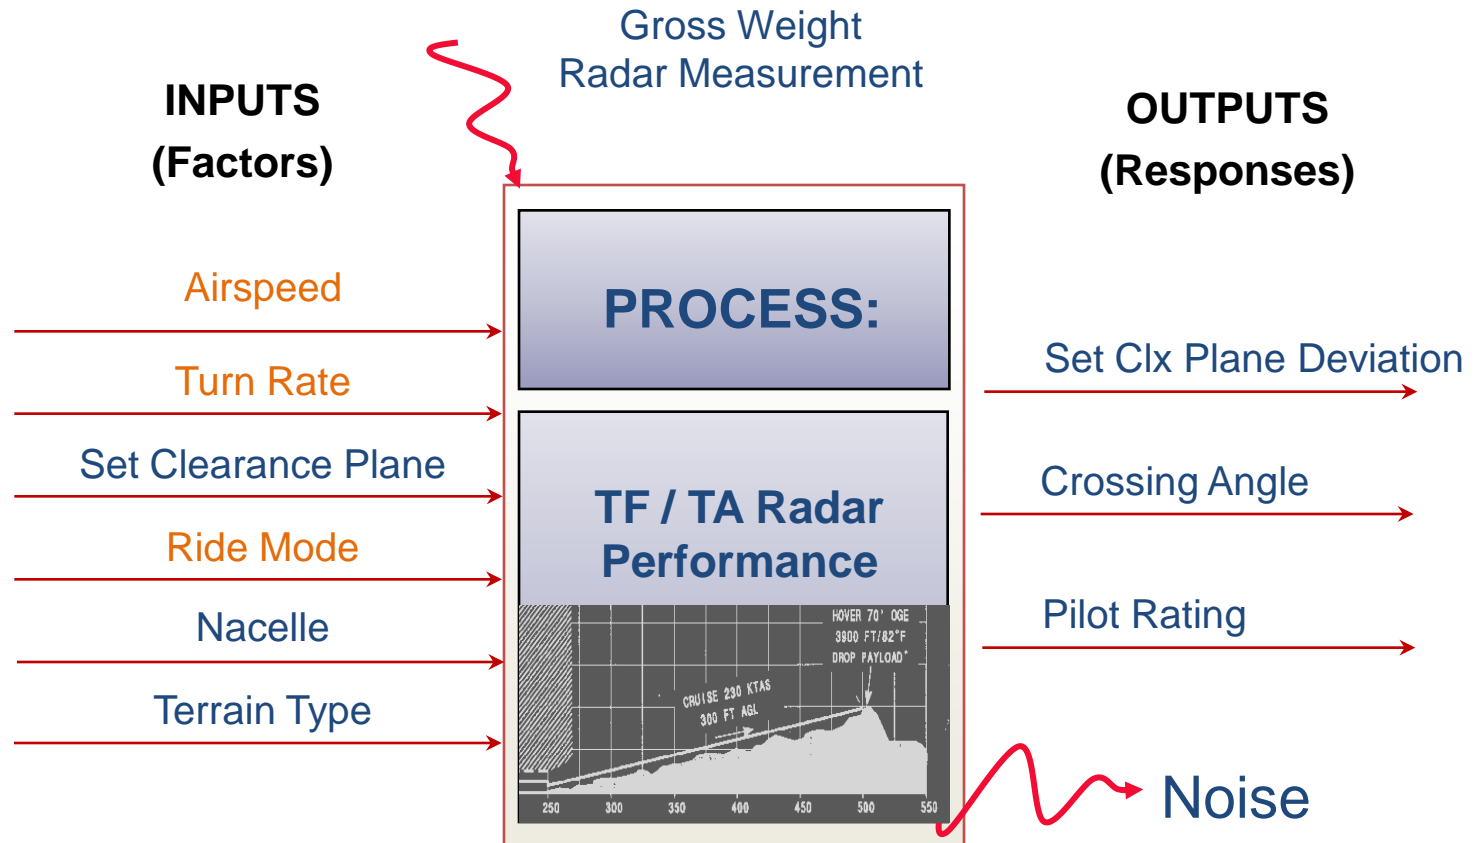 Gross Weight
Radar Measurement
INPUTS
(Factors)
OUTPUTS
(Responses)
Airspeed
Turn Rate
Set Clearance Plane
Ride Mode
Nacelle
Terrain Type
PROCESS:
TF / TA Radar
Performance
HOVER 70' OGE
3900 FT/82°F
DROP PAYLOAD*
CRUISE 230 KTAS
300 FT AGL
250 300 350 400 450 500 550
Set Clx Plane Deviation
Crossing Angle
Pilot Rating
Noise